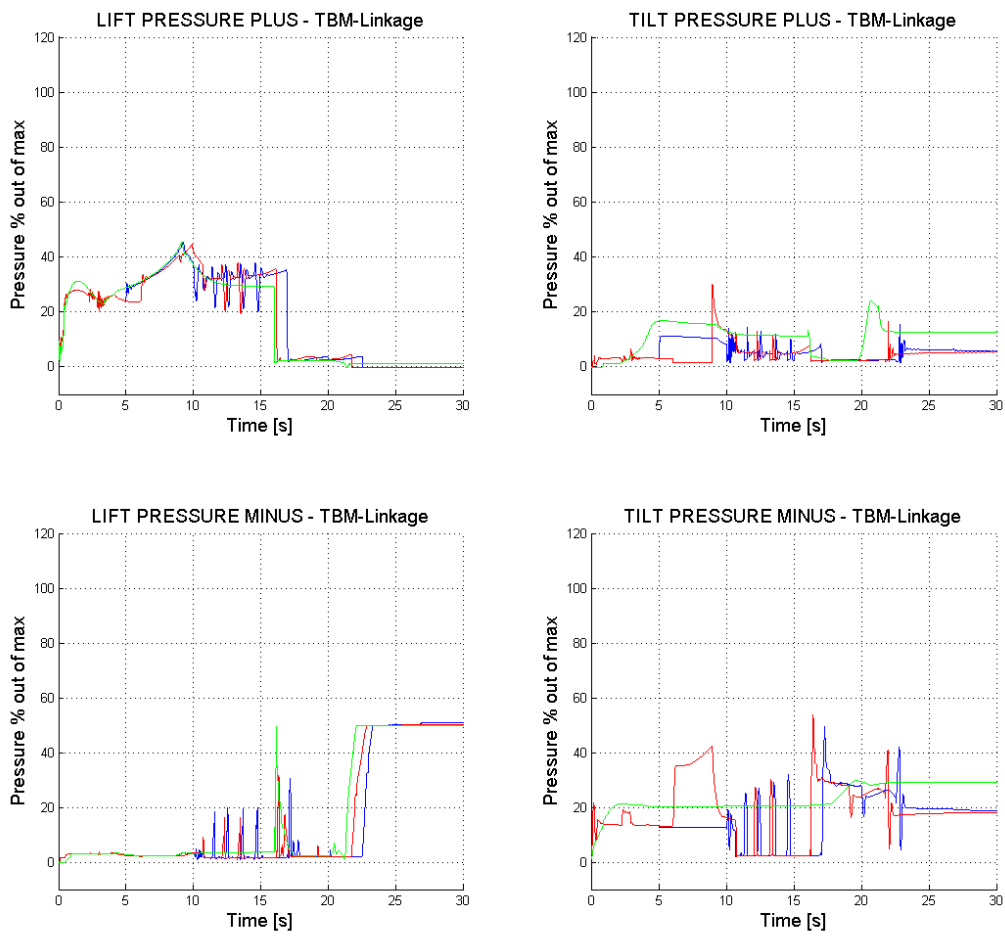 LIFT PRESSURE PLUS - TBM-Linkage
120
100
80
60
40
20
0
Pressure % out of max
0 5 10 15 20 25 30
Time [s]
TILT PRESSURE PLUS - TBM-Linkage
120
100
80
60
40
20
0
Pressure % out of max
0 5 10 15 20 25 30
Time [s]
LIFT PRESSURE MINUS - TBM-Linkage
120
100
80
60
40
20
0
Pressure % out of max
0 5 10 15 20 25 30
Time [s]
TILT PRESSURE MINUS - TBM-Linkage
120
100
80
60
40
20
0
Pressure % out of max
0 5 10 15 20 25 30
Time [s]